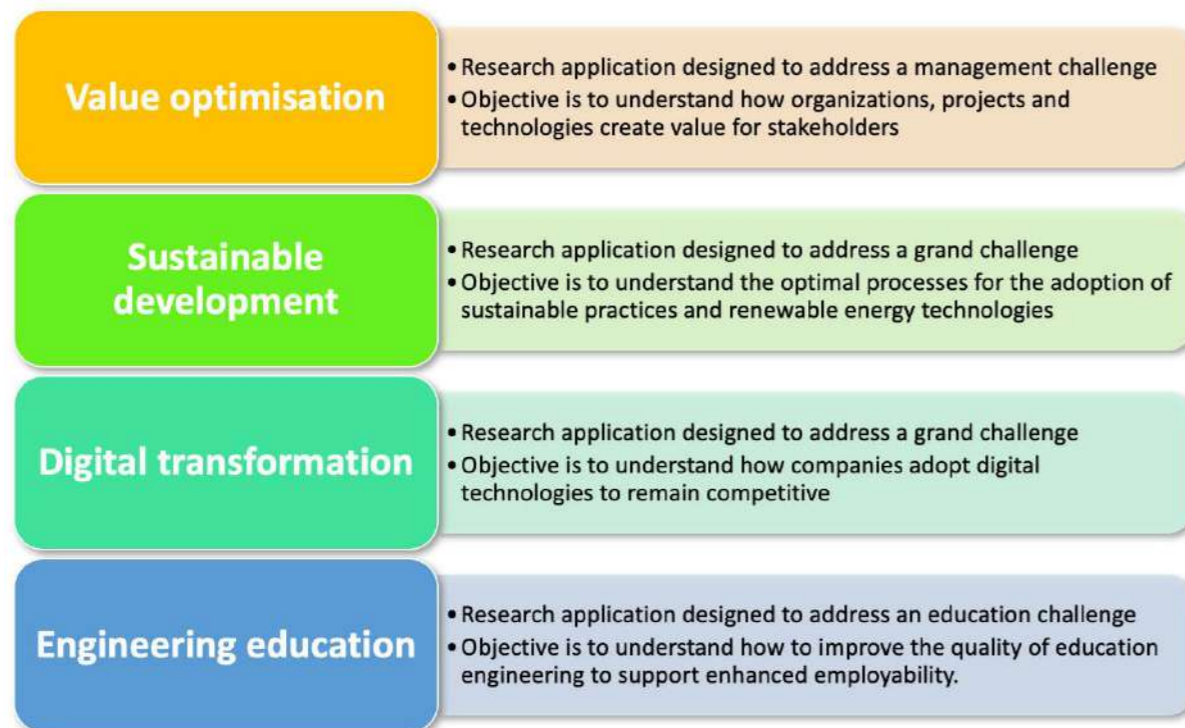 Value optimisation
• Research application designed to address a management challenge
• Objective is to understand how organizations, projects and
technologies create value for stakeholders
Sustainable
development
• Research application designed to address a grand challenge
• Objective is to understand the optimal processes for the adoption of
sustainable practices and renewable energy technologies
Digital transformation
• Research application designed to address a grand challenge
• Objective is to understand how companies adopt digital
technologies to remain competitive
Engineering education
• Research application designed to address an education challenge
• Objective is to understand how to improve the quality of education
engineering to support enhanced employability.